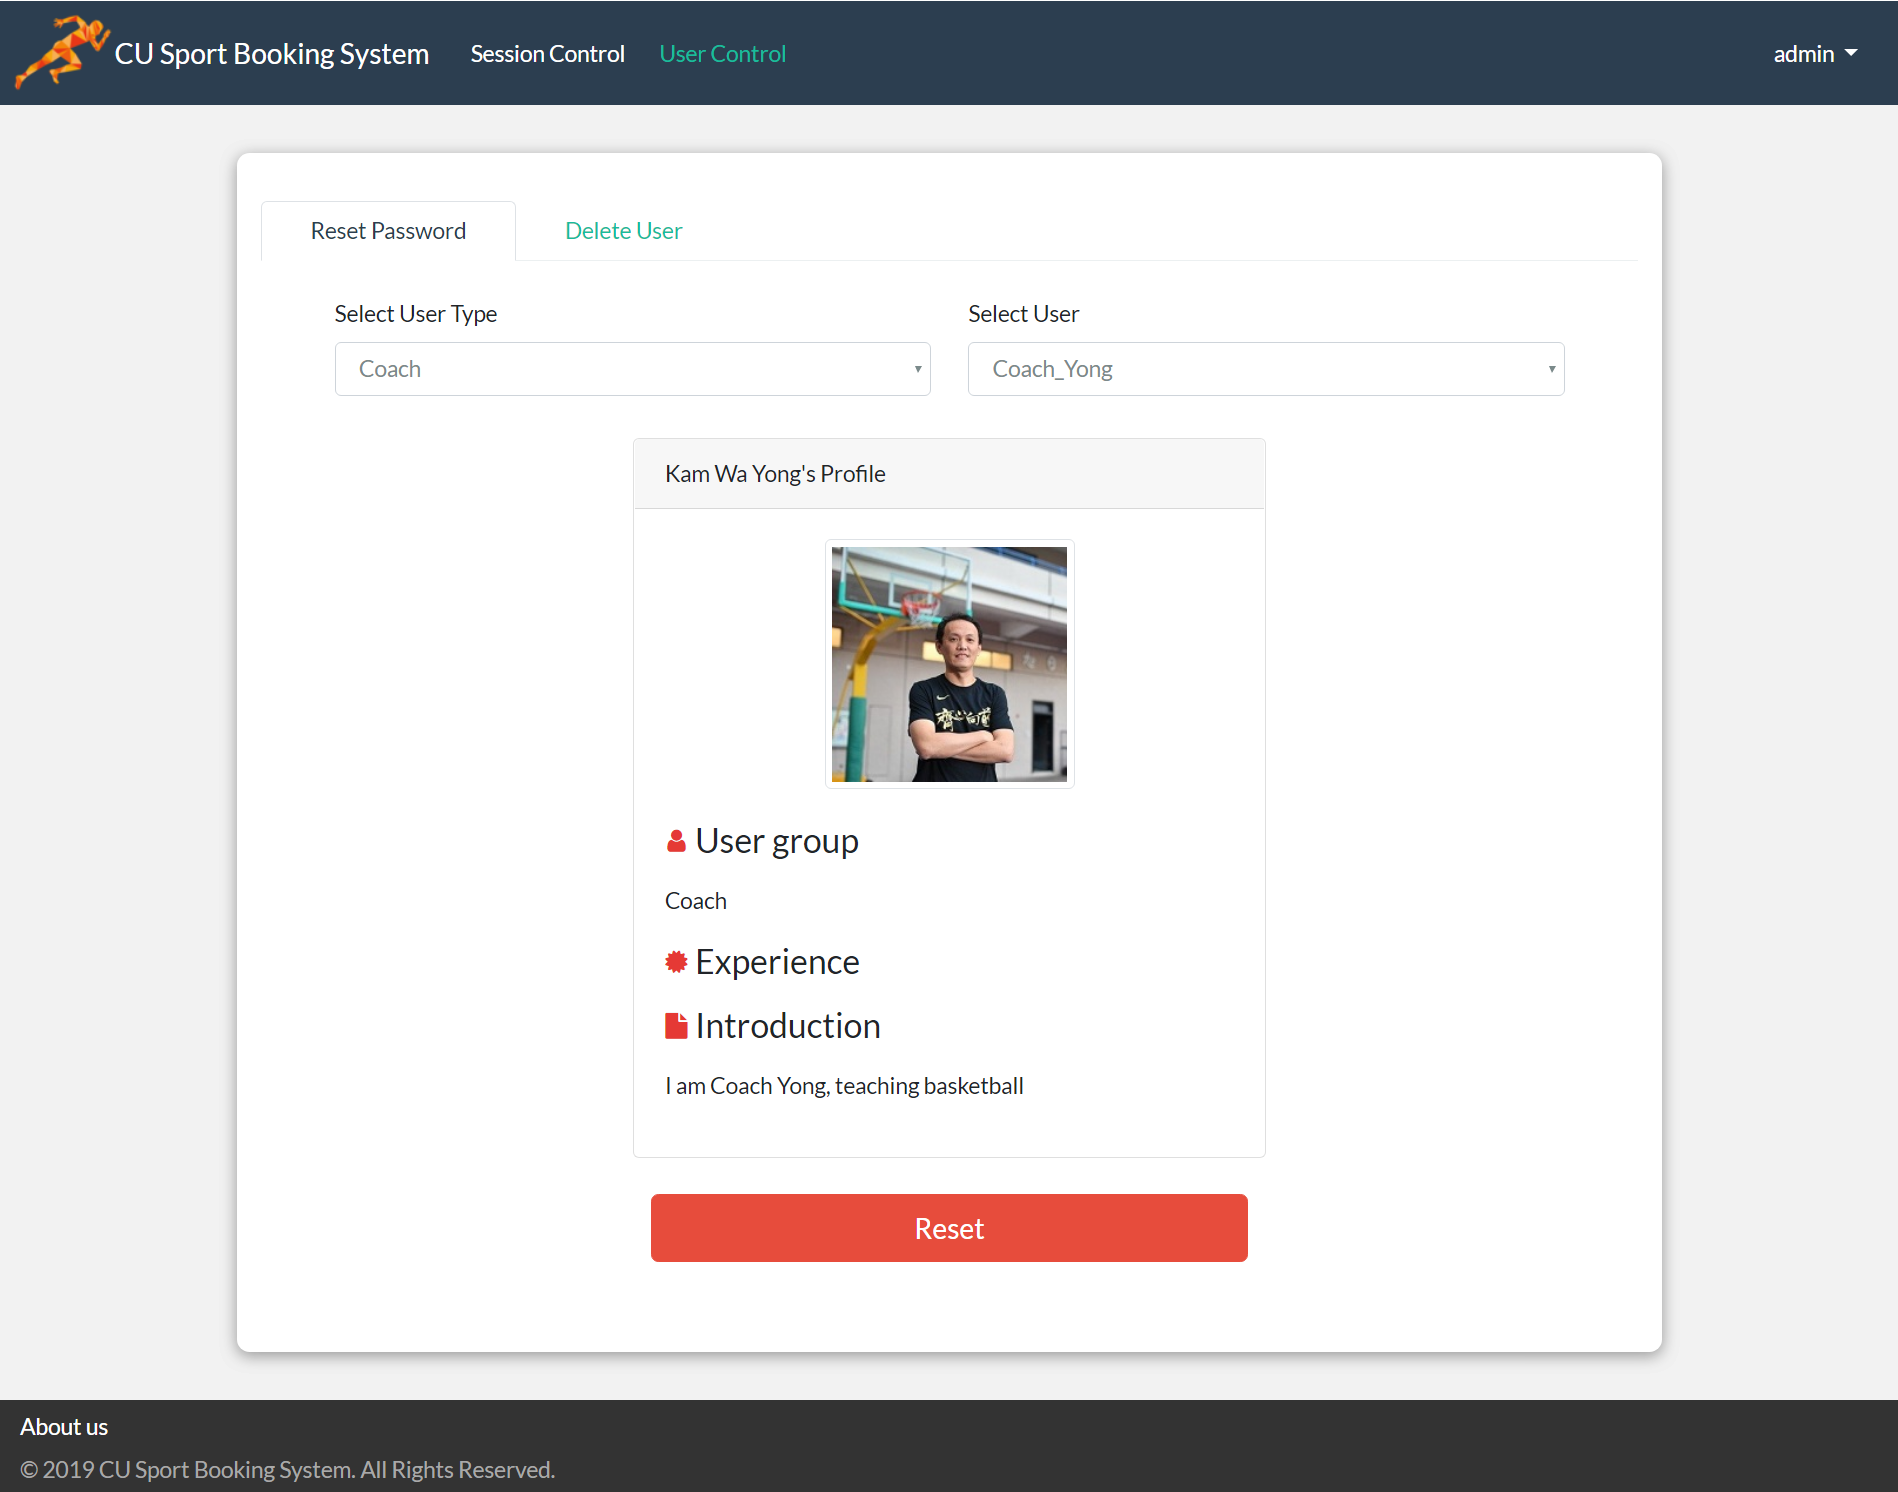 CU Sport Booking System Session Control User Control admin
Reset Password Delete User
Select User Type Select User
Coach Coach_Yong
Kam Wa Yong's Profile
User group
Coach
Experience
Introduction
I am Coach Yong, teaching basketball
Reset
About us
© 2019 CU Sport Booking System. All Rights Reserved.